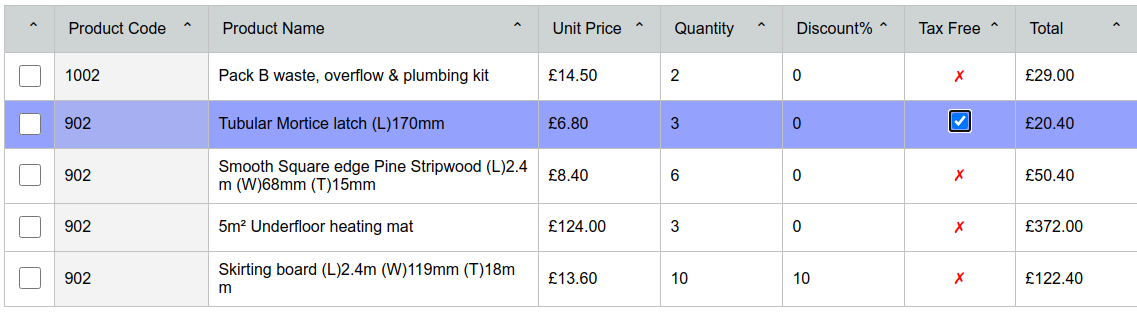 Product Code Product Name Unit Price Quantity Discount% Tax Free Total
1002 Pack B waste, overflow & plumbing kit £14.50 2 0 ✗ £29.00
902 Tubular Mortice latch (L)170mm £6.80 3 0 £20.40
902 Smooth Square edge Pine Stripwood (L)2.4 £8.40 6 0 ✗ £50.40
m (W)68mm (T)15mm
902 5m² Underfloor heating mat £124.00 3 0 ✗ £372.00
902 Skirting board (L)2.4m (W)119mm (T)18m £13.60 10 10 ✗ £122.40
m